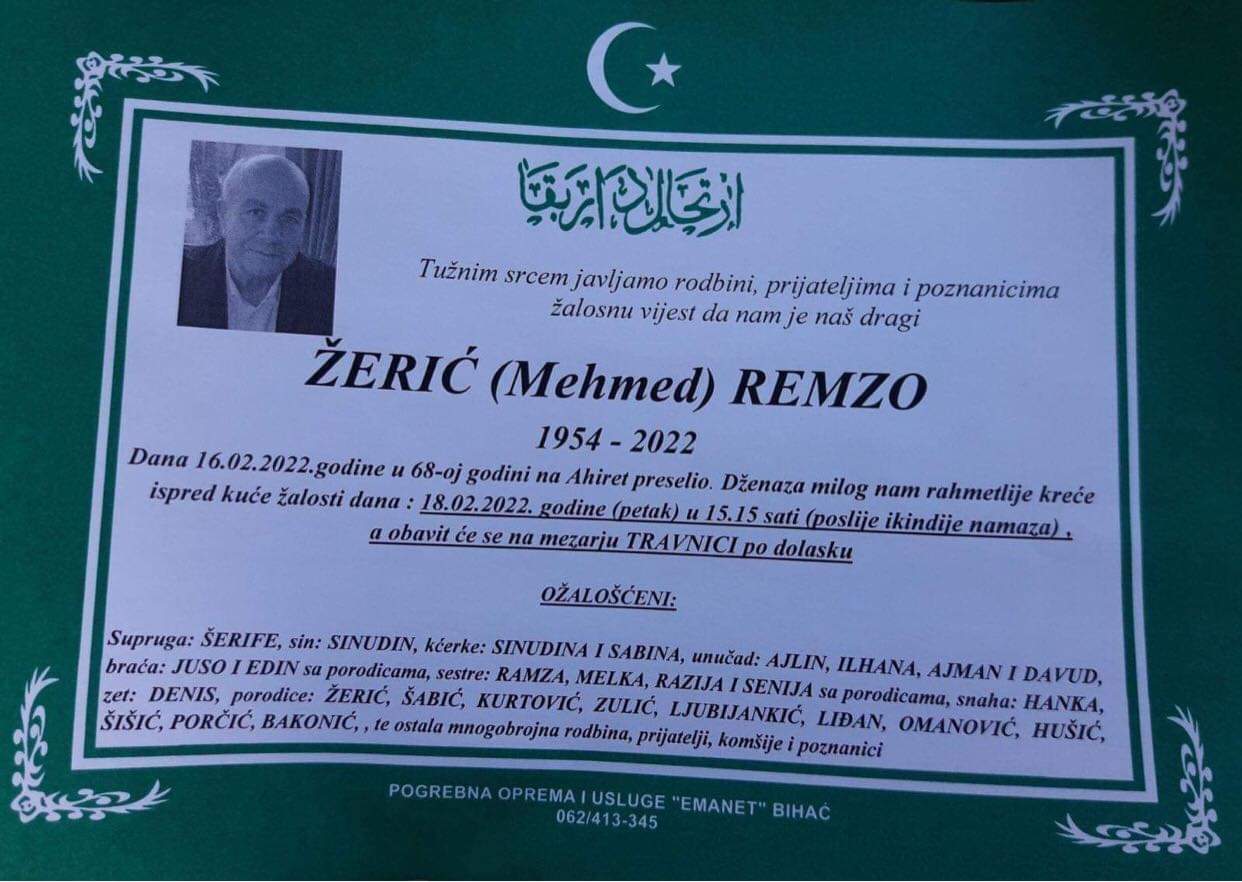 ارتحال دار بقا
Tužnim srcem javljamo rodbini, prijateljima i poznanicima
žalosnu vijest da nam je naš dragi
ŽERIĆ (Mehmed) REMZO
1954 - 2022
Dana 16.02.2022.godine u 68-oj godini na Ahiret preselio. Dženaza milog nam rahmetlije kreće
ispred kuće žalosti dana : 18.02.2022. godine (petak) u 15.15 sati (poslije ikindije namaza) ,
a obavit će se na mezarju TRAVNICI po dolasku
OŽALOŠĆENI:
Supruga: ŠERIFE, sin: SINUDIN, kćerke: SINUDINA I SABINA, unučad: AJLIN, ILHANA, AJMAN I DAVUD,
braća: JUSO I EDIN sa porodicama, sestre: RAMZA, MELKA, RAZIJA I SENIJA sa porodicama, snaha: HANKA,
zet: DENIS, porodice: ŽERIĆ, ŠABIĆ, KURTOVIĆ, ZULIĆ, LJUBIJANKIĆ, LIĐAN, OMANOVIĆ, HUŠIĆ,
ŠIŠIĆ, PORČIĆ, BAKONIĆ, , te ostala mnogobrojna rodbina, prijatelji, komšije i poznanici
POGREBNA OPREMA I USLUGE "EMANET" BIHAĆ
062/413-345